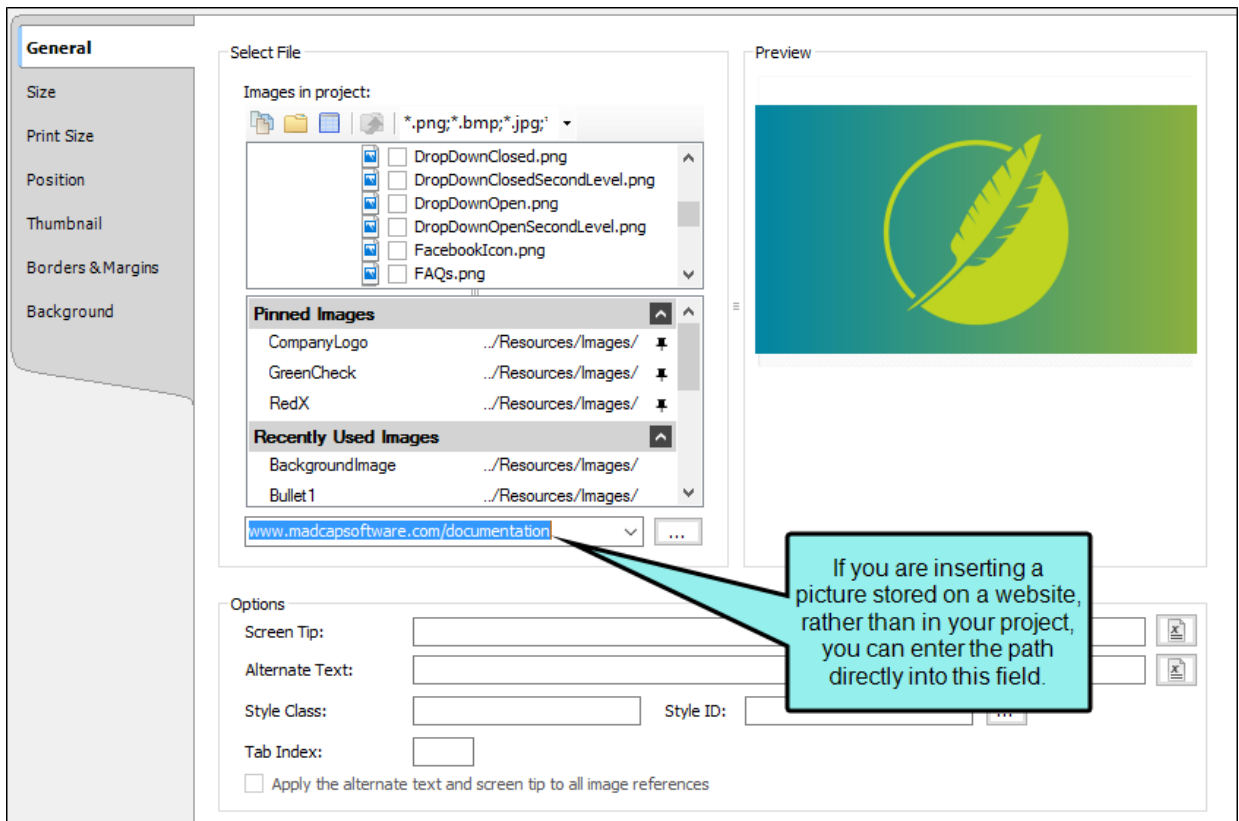 General
Size
Print Size
Position
Thumbnail
Borders & Margins
Background
Select File
Images in project:
*.png;*.bmp;*.jpg;*
DropDownClosed.png
DropDownClosedSecondLevel.png
DropDownOpen.png
DropDownOpenSecondLevel.png
FacebookIcon.png
FAQs.png
Pinned Images
CompanyLogo ../Resources/Images/
GreenCheck ../Resources/Images/
RedX ../Resources/Images/
Recently Used Images
BackgroundImage ../Resources/Images/
Bullet1 ../Resources/Images/
www.madcapsoftware.com/documentation
...
Preview
If you are inserting a
picture stored on a website,
rather than in your project,
you can enter the path
directly into this field.
Options
Screen Tip:
Alternate Text:
Style Class: Style ID:
...
Tab Index:
Apply the alternate text and screen tip to all image references